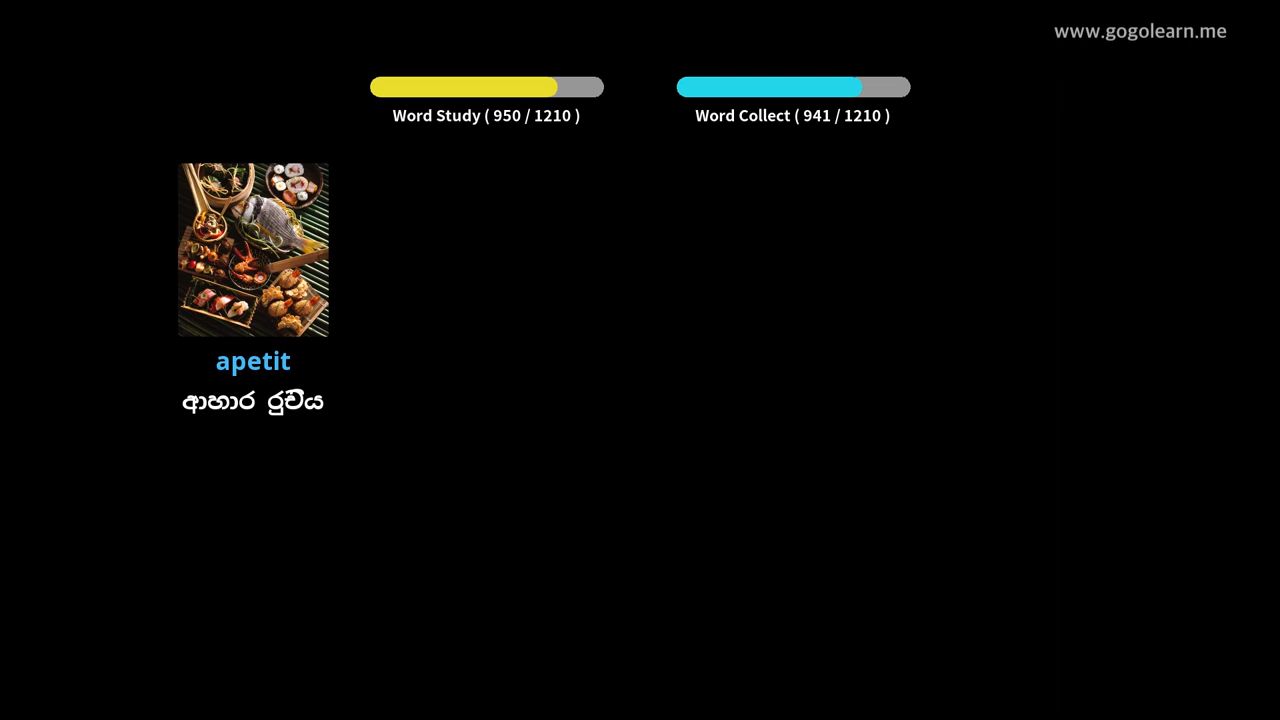 www.gogolearn.me
Word Study ( 950 / 1210 )
Word Collect ( 941 / 1210 )
apetit
ආහාර රුචිය